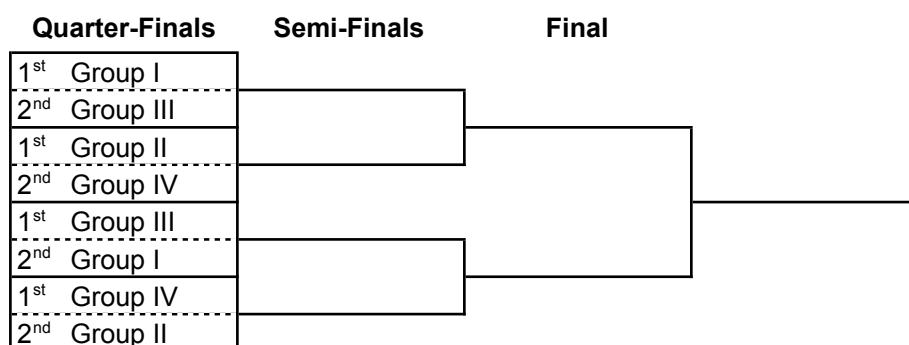 Quarter-Finals Semi-Finals Final
1st Group I
2nd Group III
1st Group II
2nd Group IV
1st Group III
2nd Group I
1st Group IV
2nd Group II